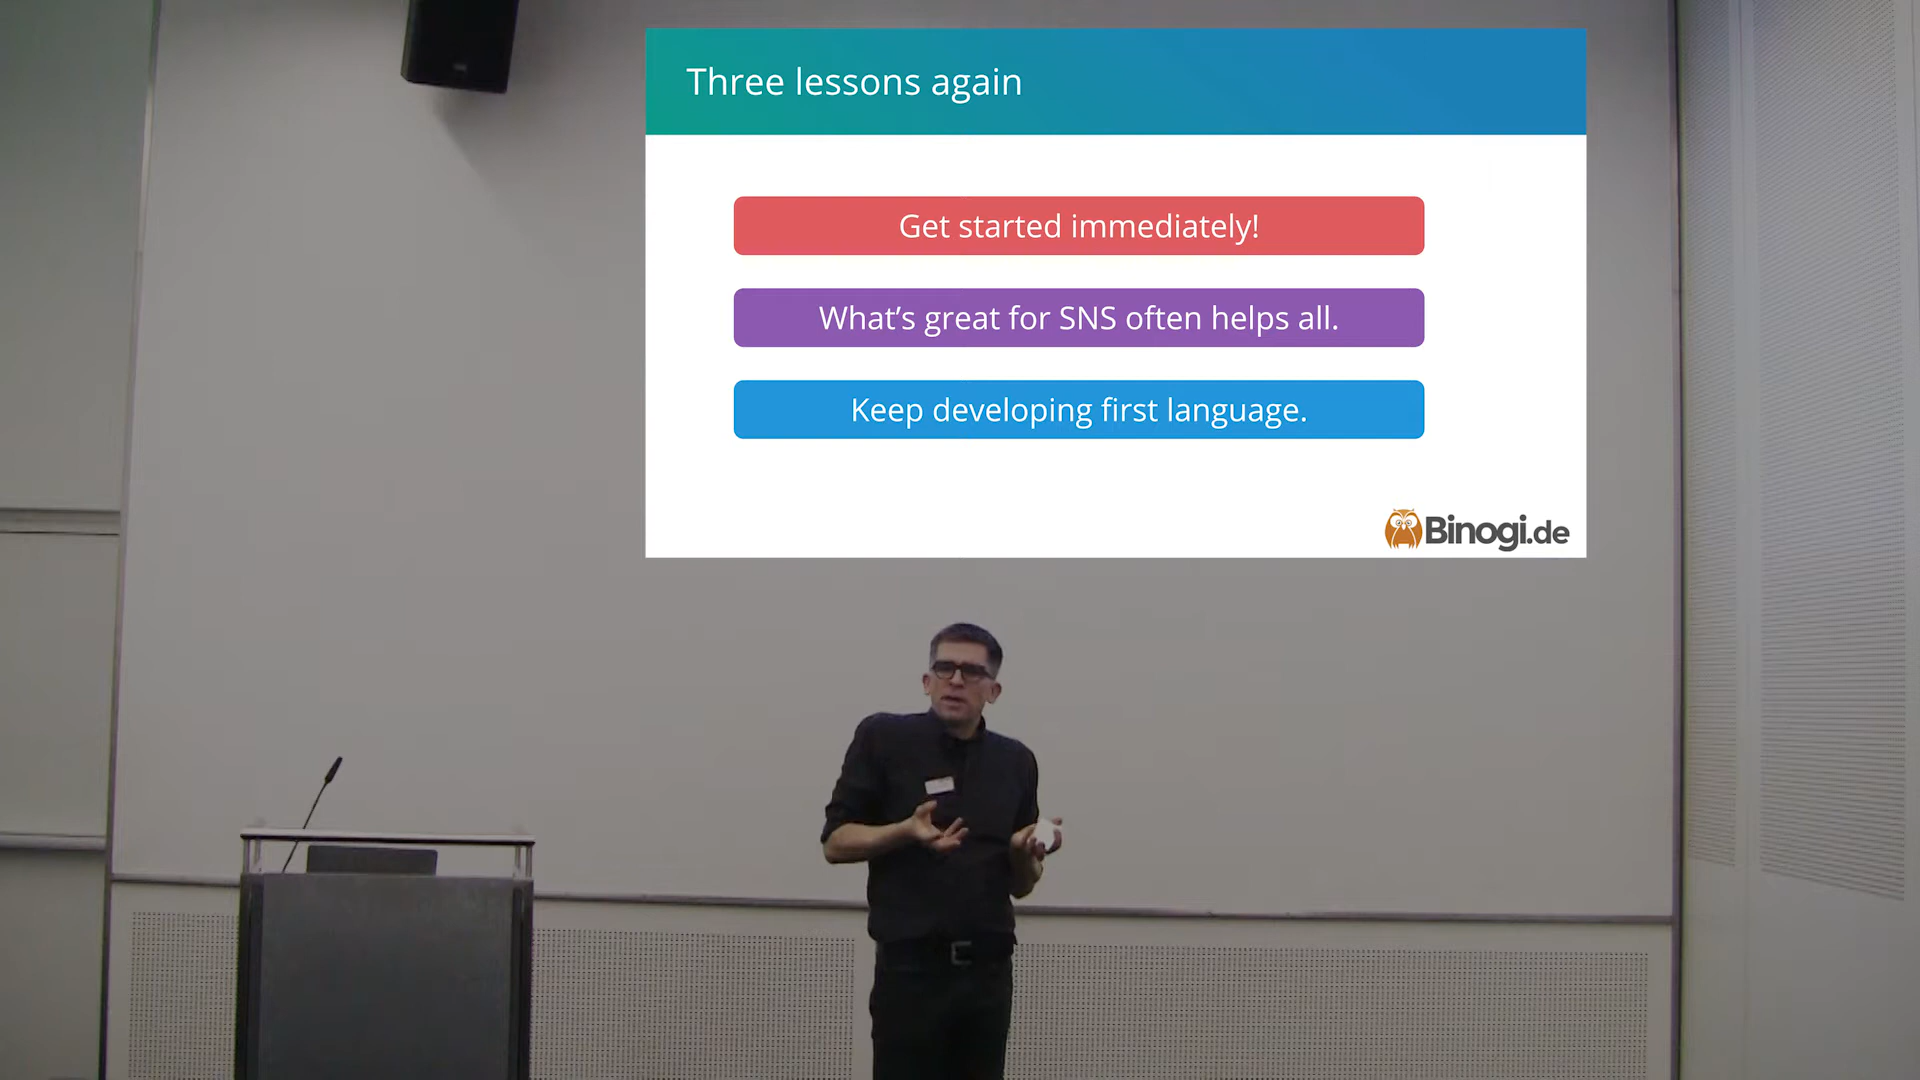 Three lessons again
Get started immediately!
What's great for SNS often helps all.
Keep developing first language.
Binogi.de